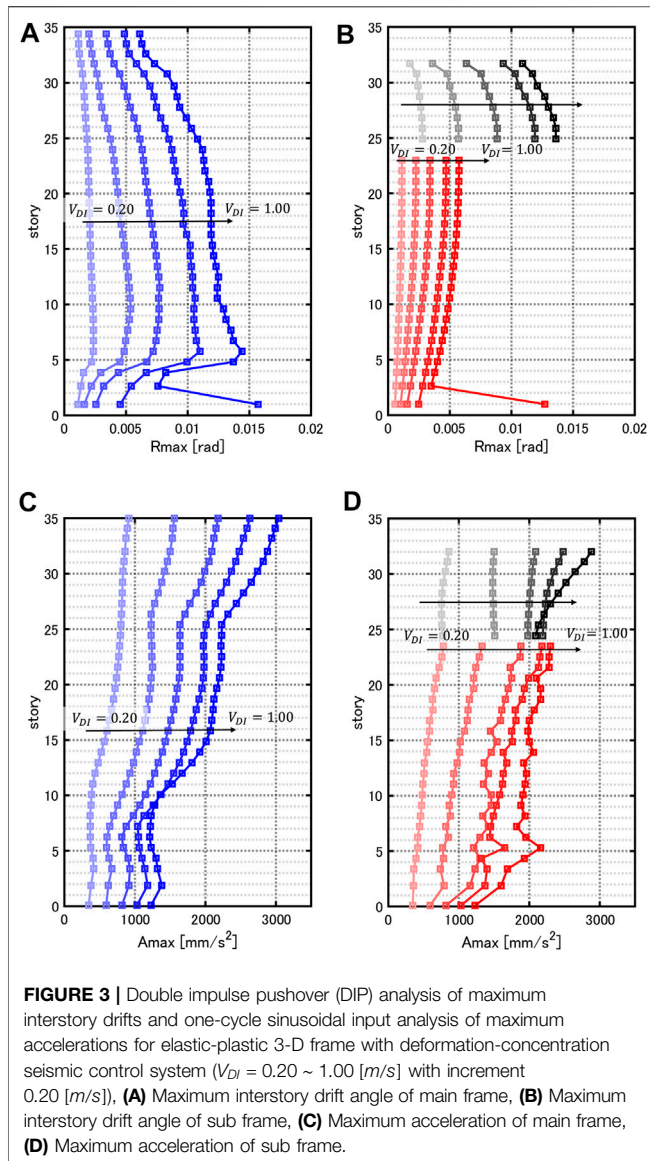 A
35
30
25
20
15
10
5
0
story
V_DI = 0.20
V_DI = 1.00
0 0.005 0.01 0.015 0.02
Rmax [rad]
B
35
30
25
20
15
10
5
0
story
V_DI = 0.20
V_DI = 1.00
0 0.005 0.01 0.015 0.02
Rmax [rad]
C
35
30
25
20
15
10
5
0
story
V_DI = 0.20
V_DI = 1.00
0 1000 2000 3000
Amax [mm/s²]
D
35
30
25
20
15
10
5
0
story
V_DI = 0.20
V_DI = 1.00
0 1000 2000 3000
Amax [mm/s²]
FIGURE 3 | Double impulse pushover (DIP) analysis of maximum
interstory drifts and one-cycle sinusoidal input analysis of maximum
accelerations for elastic-plastic 3-D frame with deformation-concentration
seismic control system (V_DI = 0.20 ~ 1.00 [m/s] with increment
0.20 [m/s]), (A) Maximum interstory drift angle of main frame, (B) Maximum
interstory drift angle of sub frame, (C) Maximum acceleration of main frame,
(D) Maximum acceleration of sub frame.